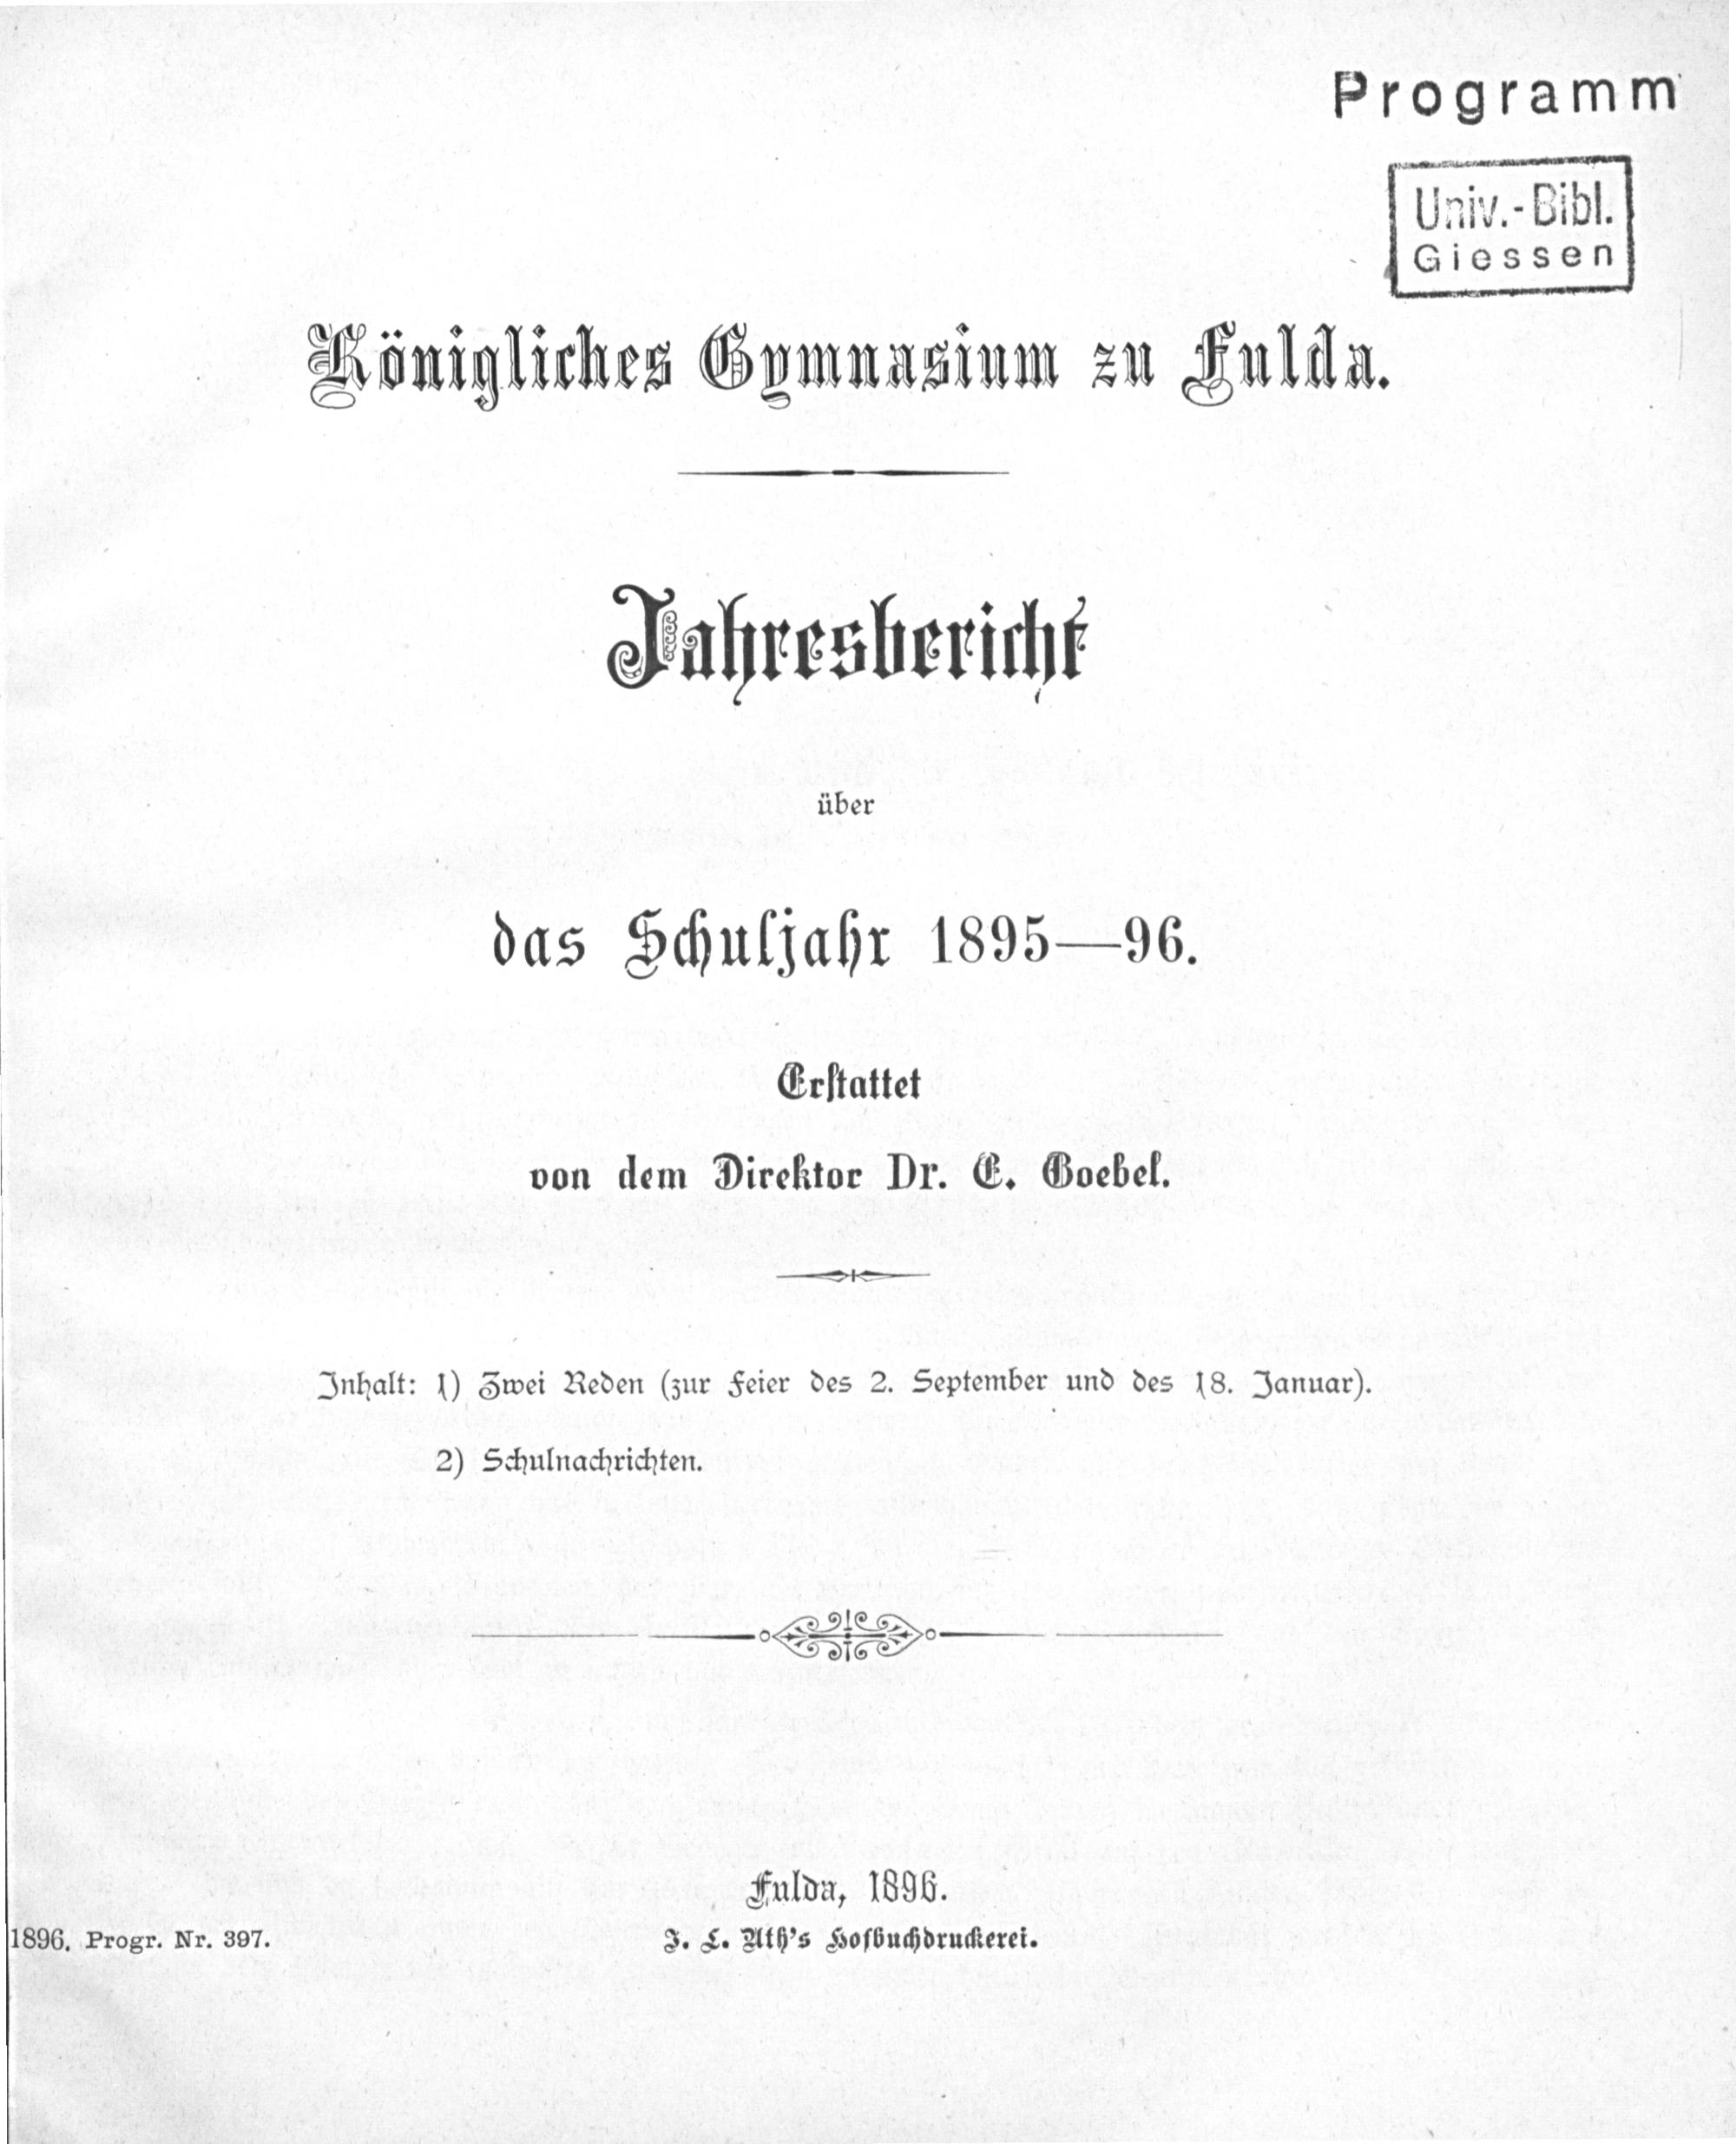 Programm
Univ.-Bibl.
Giessen
Königliches Gymnasium zu Fulda.
Jahresbericht
über
das Schuljahr 1895—96.
Erstattet
von dem Direktor Dr. E. Goebel.
Inhalt: 1) Zwei Reden (zur Feier des 2. September und des 18. Januar).
2) Schulnachrichten.
Fulda, 1896.
1896. Progr. Nr. 397.
J. L. Uth's Hofbuchdruckerei.